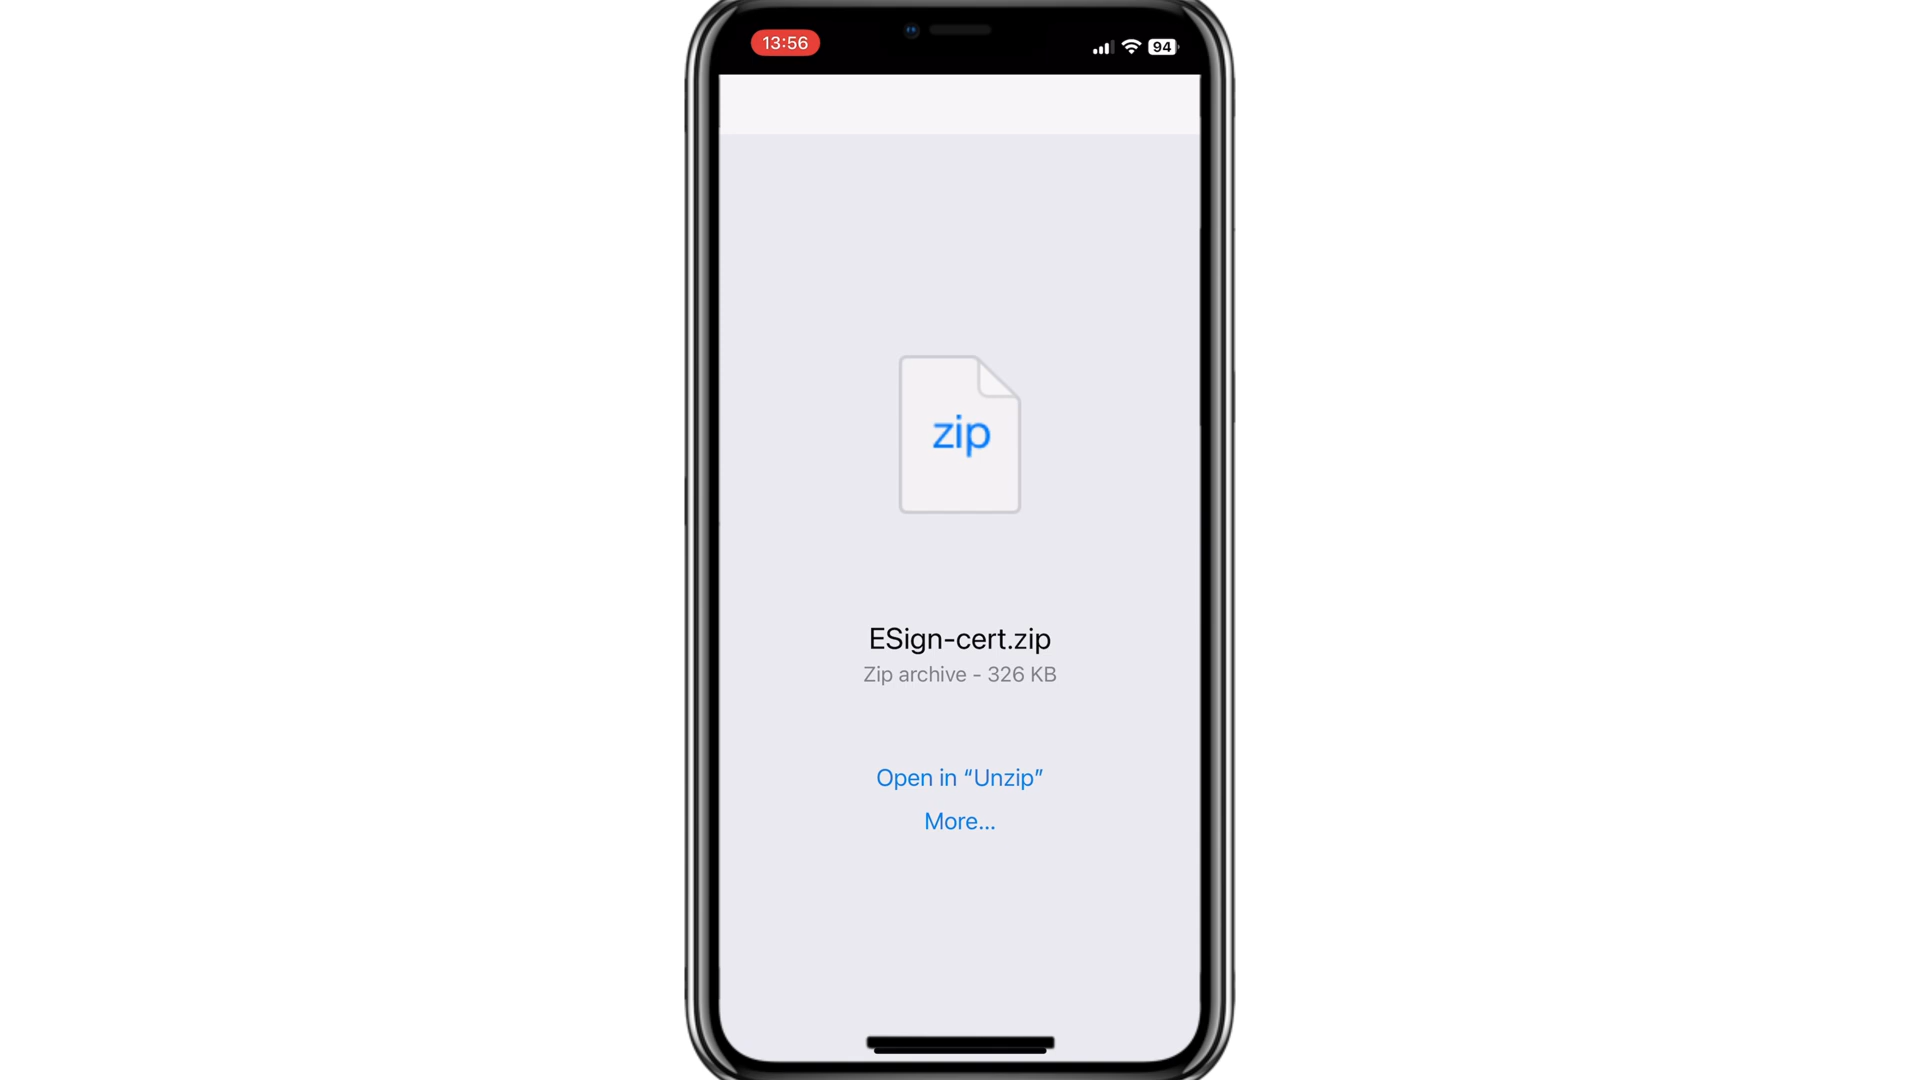 13:56
94
zip
ESign-cert.zip
Zip archive - 326 KB
Open in “Unzip”
More...